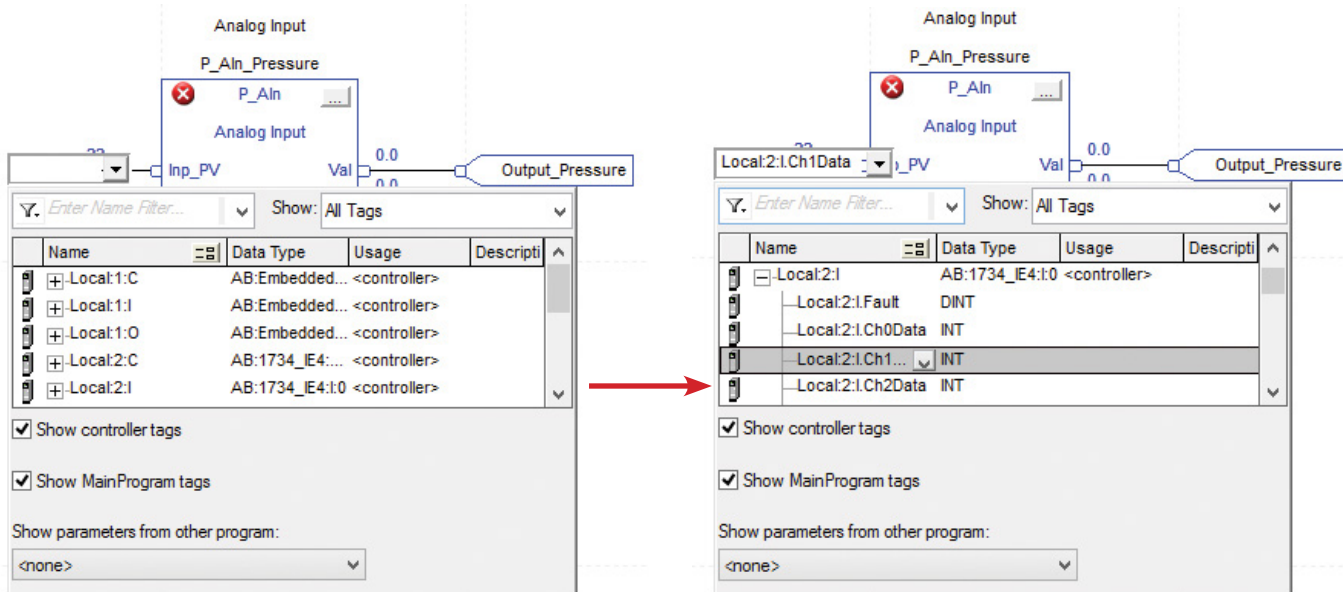 Analog Input
P_AIn_Pressure
P_AIn
...
Analog Input
Inp_PV
Val
0.0
Output_Pressure
Enter Name Filter...
Show: All Tags
Name
Data Type
Usage
Descripti
Local:1:C AB:Embedded... <controller>
Local:1:I AB:Embedded... <controller>
Local:1:O AB:Embedded... <controller>
Local:2:C AB:1734_IE4:... <controller>
Local:2:I AB:1734_IE4:I:0 <controller>
Show controller tags
Show MainProgram tags
Show parameters from other program:
<none>
Analog Input
P_AIn_Pressure
P_AIn
...
Analog Input
Local:2:I.Ch1Data
_PV
Val
0.0
Output_Pressure
Enter Name Filter...
Show: All Tags
Name
Data Type
Usage
Descripti
Local:2:I AB:1734_IE4:I:0 <controller>
Local:2:I.Fault DINT
Local:2:I.Ch0Data INT
Local:2:I.Ch1... INT
Local:2:I.Ch2Data INT
Show controller tags
Show MainProgram tags
Show parameters from other program:
<none>